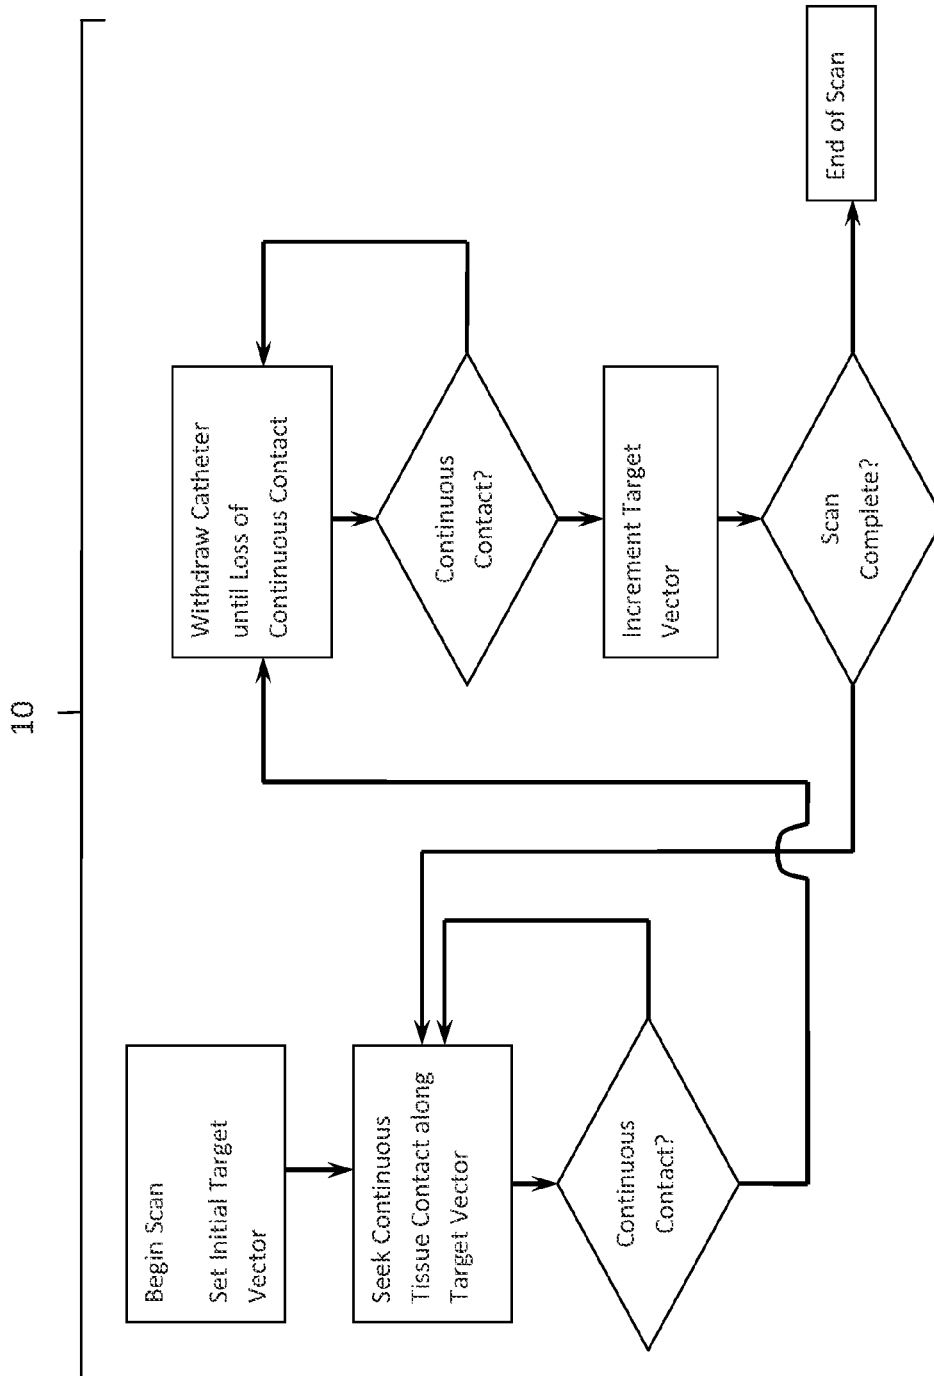 10
Begin Scan
Set Initial Target
Vector
Seek Continuous
Tissue Contact along
Target Vector
Continuous
Contact?
Withdraw Catheter
until Loss of
Continuous Contact
Continuous
Contact?
Increment Target
Vector
Scan
Complete?
End of Scan